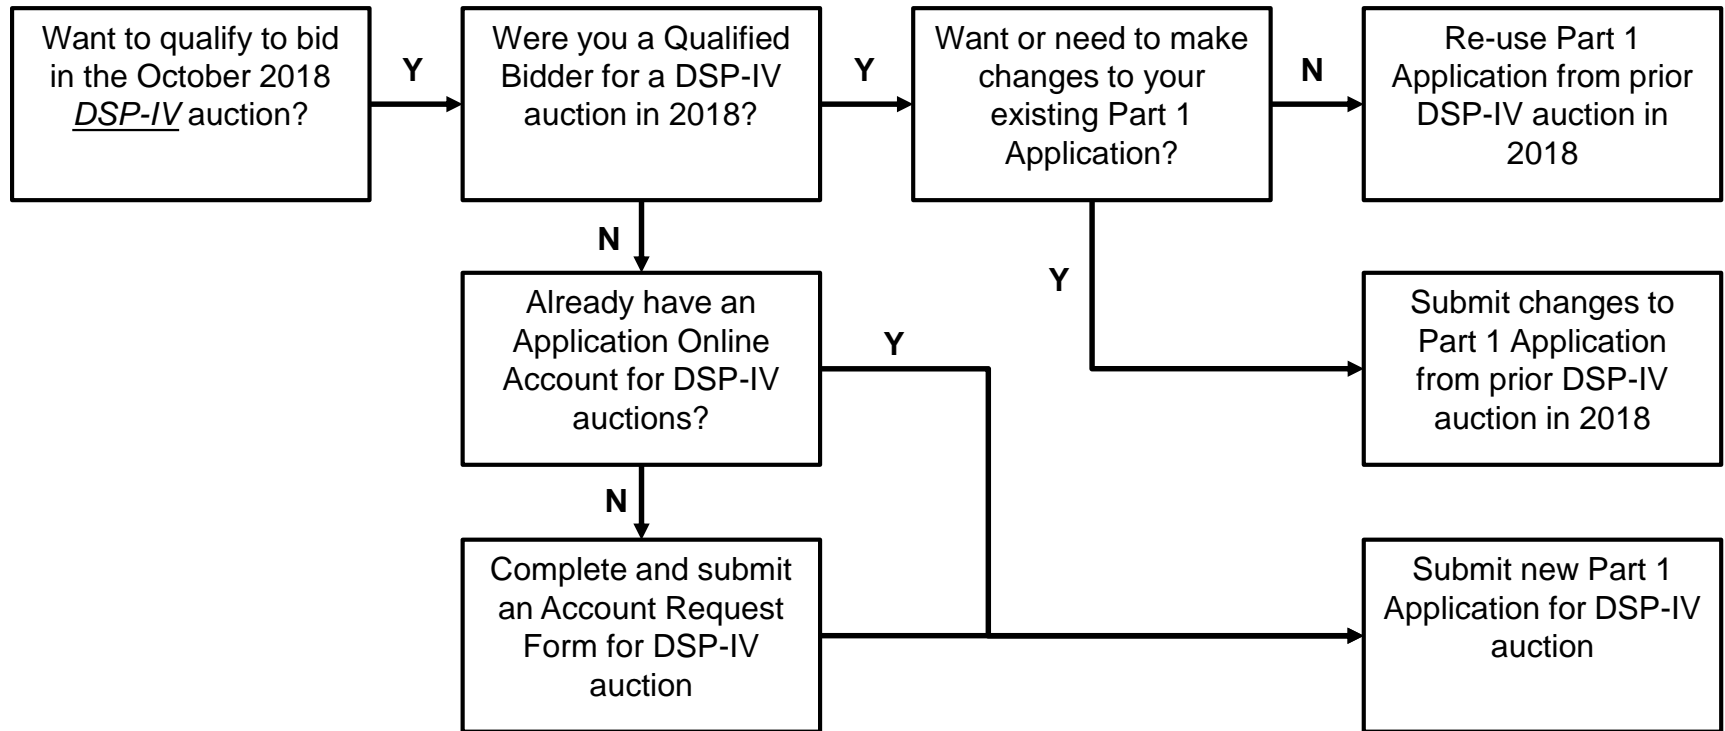 Want to qualify to bid
in the October 2018
DSP-IV auction?
Y
Were you a Qualified
Bidder for a DSP-IV
auction in 2018?
Y
Want or need to make
changes to your
existing Part 1
Application?
N
Re-use Part 1
Application from prior
DSP-IV auction in
2018
N
Y
Already have an
Application Online
Account for DSP-IV
auctions?
Y
Submit changes to
Part 1 Application
from prior DSP-IV
auction in 2018
N
Complete and submit
an Account Request
Form for DSP-IV
auction
Submit new Part 1
Application for DSP-IV
auction